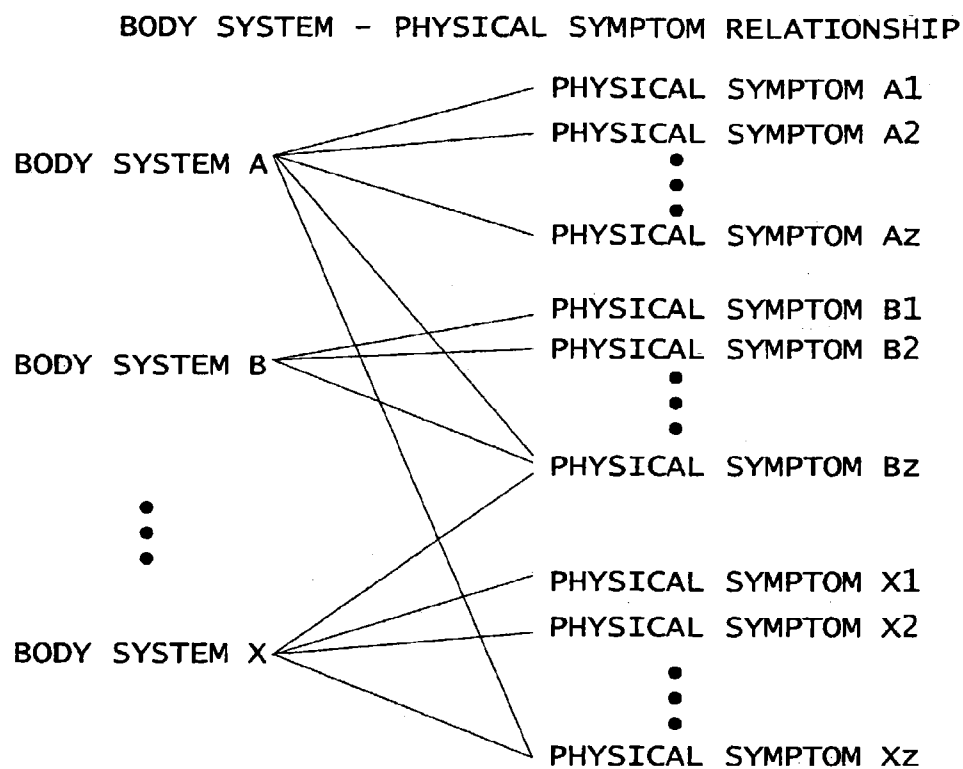 BODY SYSTEM – PHYSICAL SYMPTOM RELATIONSHIP
PHYSICAL SYMPTOM A1
PHYSICAL SYMPTOM A2
BODY SYSTEM A
PHYSICAL SYMPTOM Az
PHYSICAL SYMPTOM B1
PHYSICAL SYMPTOM B2
BODY SYSTEM B
PHYSICAL SYMPTOM Bz
PHYSICAL SYMPTOM X1
PHYSICAL SYMPTOM X2
BODY SYSTEM X
PHYSICAL SYMPTOM Xz